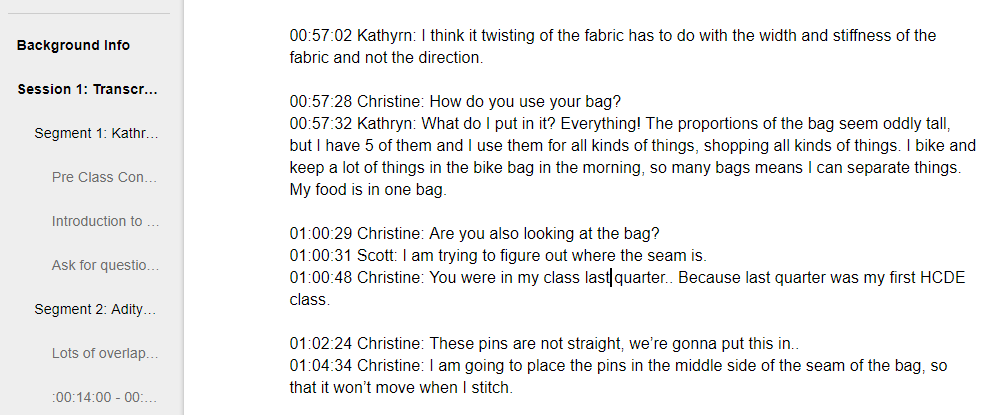 Background Info
Session 1: Transcr...
Segment 1: Kathr...
Pre Class Con...
Introduction to ...
Ask for questio...
Segment 2: Adity...
Lots of overlap...
:00:14:00 - 00:...
00:57:02 Kathyrn: I think it twisting of the fabric has to do with the width and stiffness of the
fabric and not the direction.
00:57:28 Christine: How do you use your bag?
00:57:32 Kathryn: What do I put in it? Everything! The proportions of the bag seem oddly tall,
but I have 5 of them and I use them for all kinds of things, shopping all kinds of things. I bike and
keep a lot of things in the bike bag in the morning, so many bags means I can separate things.
My food is in one bag.
01:00:29 Christine: Are you also looking at the bag?
01:00:31 Scott: I am trying to figure out where the seam is.
01:00:48 Christine: You were in my class last quarter.. Because last quarter was my first HCDE
class.
01:02:24 Christine: These pins are not straight, we’re gonna put this in..
01:04:34 Christine: I am going to place the pins in the middle side of the seam of the bag, so
that it won’t move when I stitch.